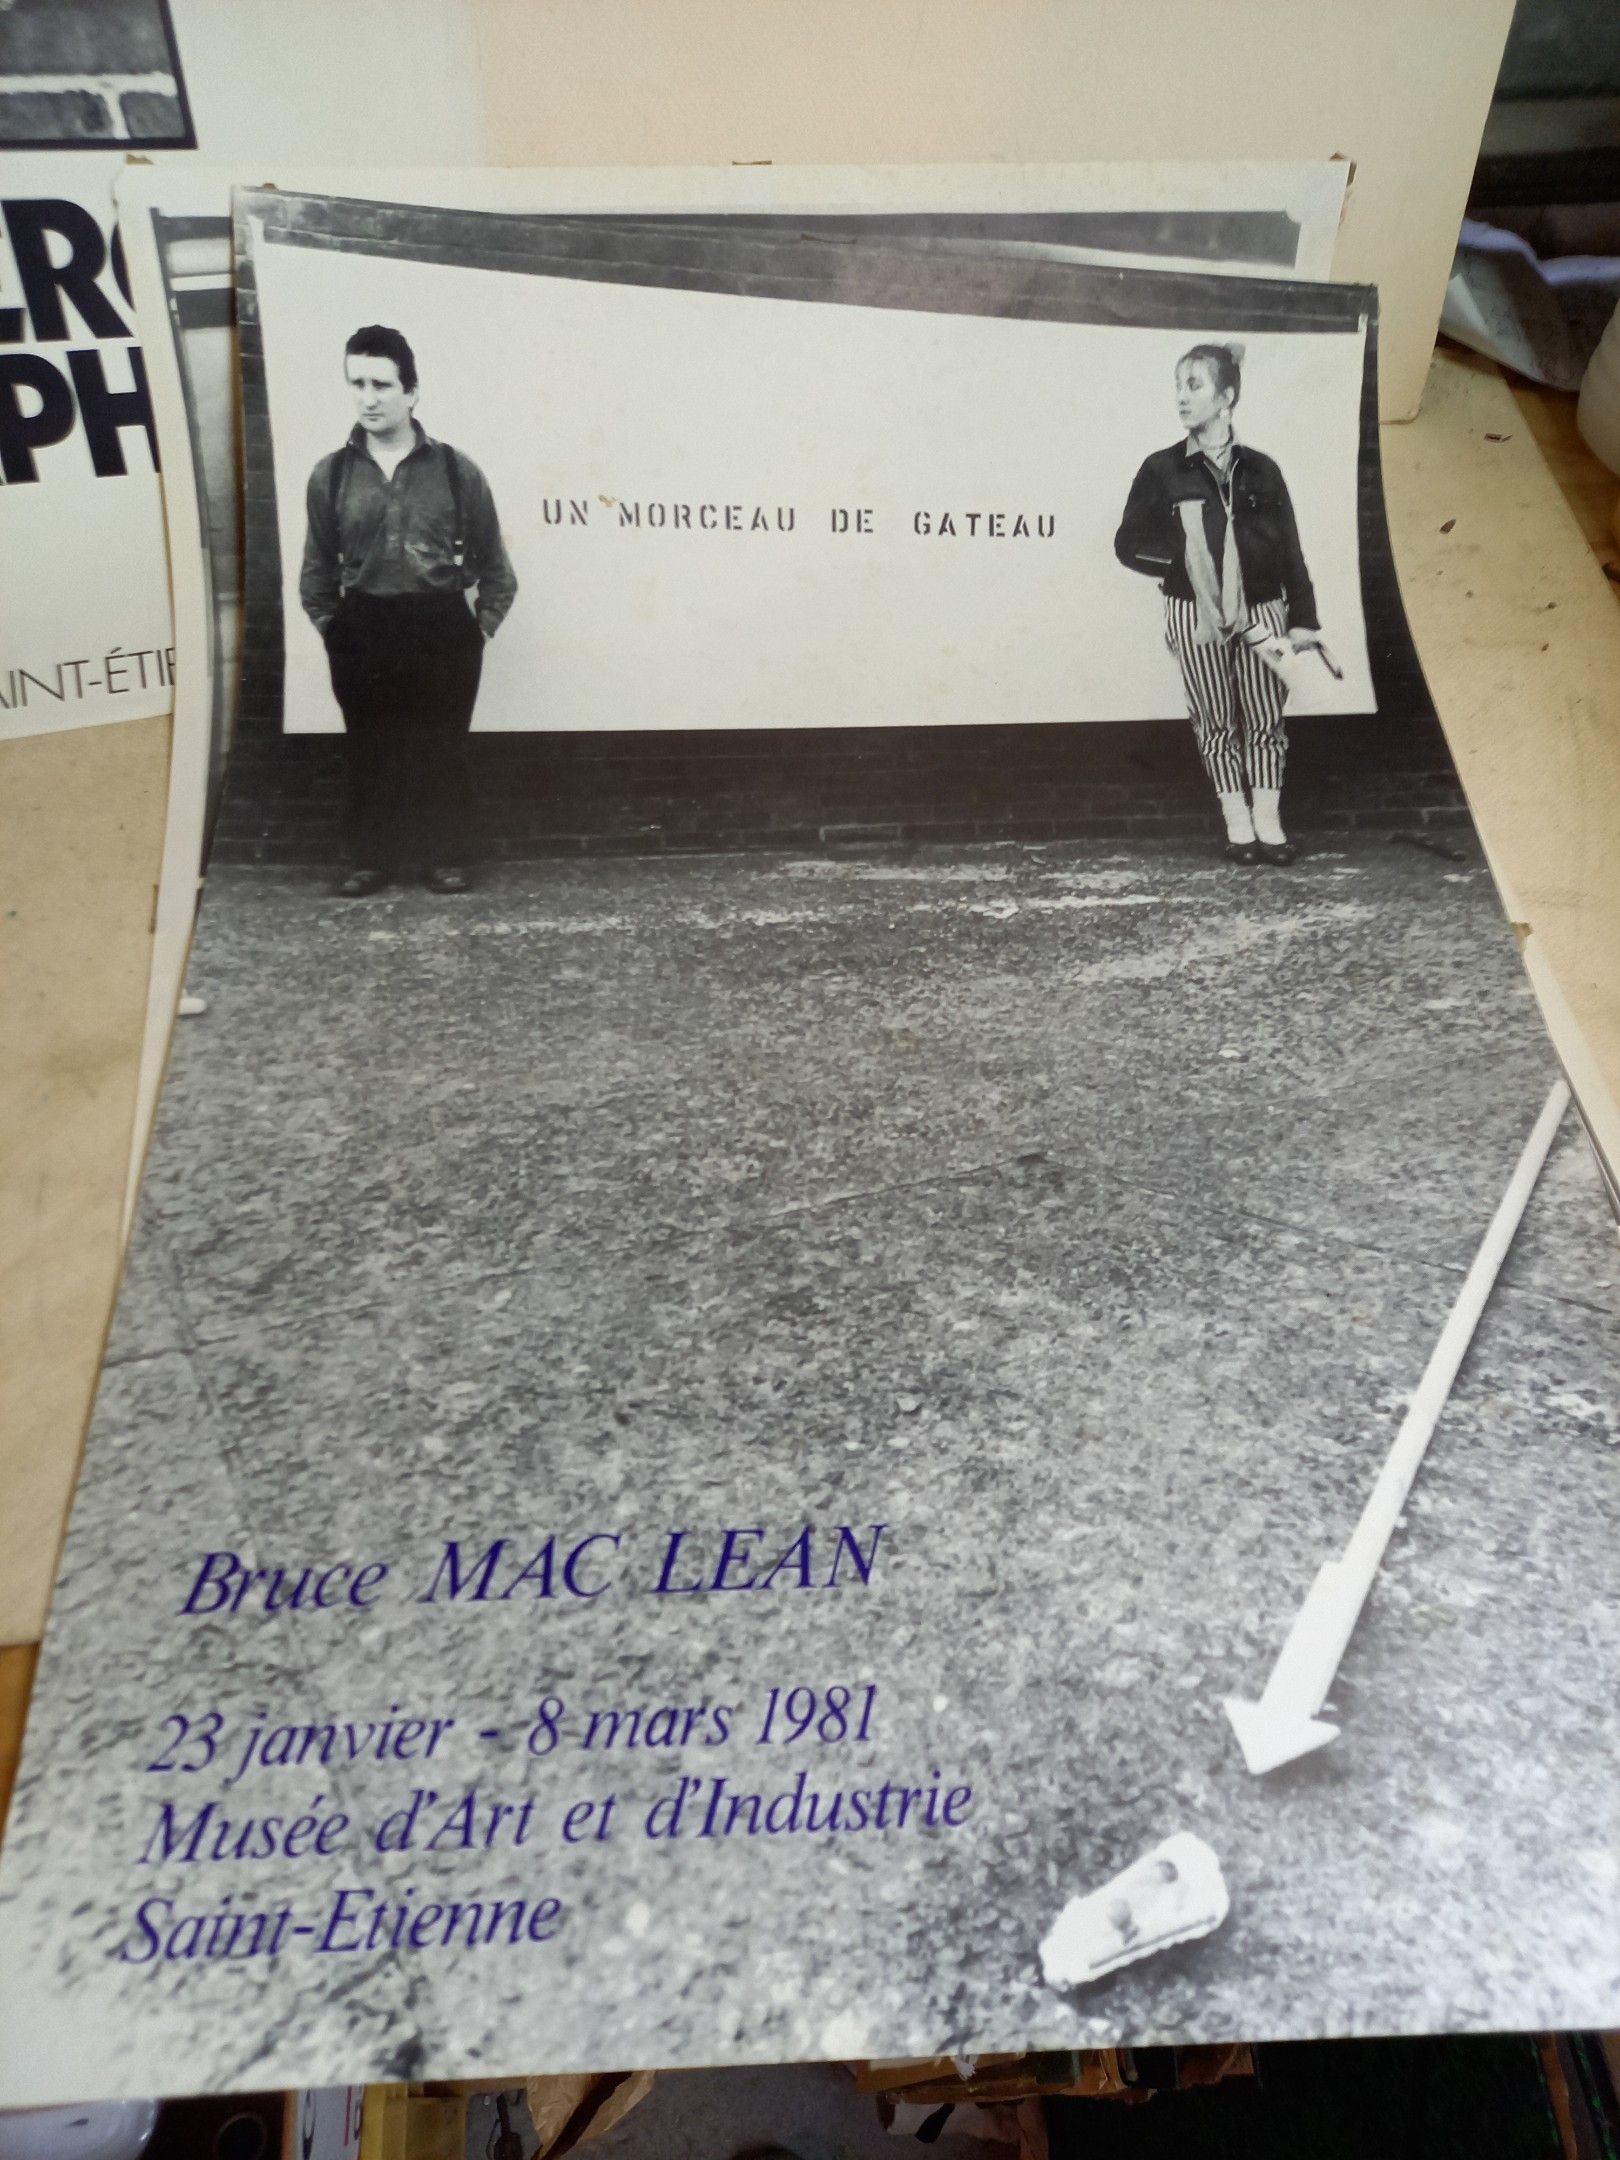 UN MORCEAU DE GATEAU
Bruce MAC LEAN
23 janvier - 8 mars 1981
Musée d'Art et d'Industrie
Saint-Etienne